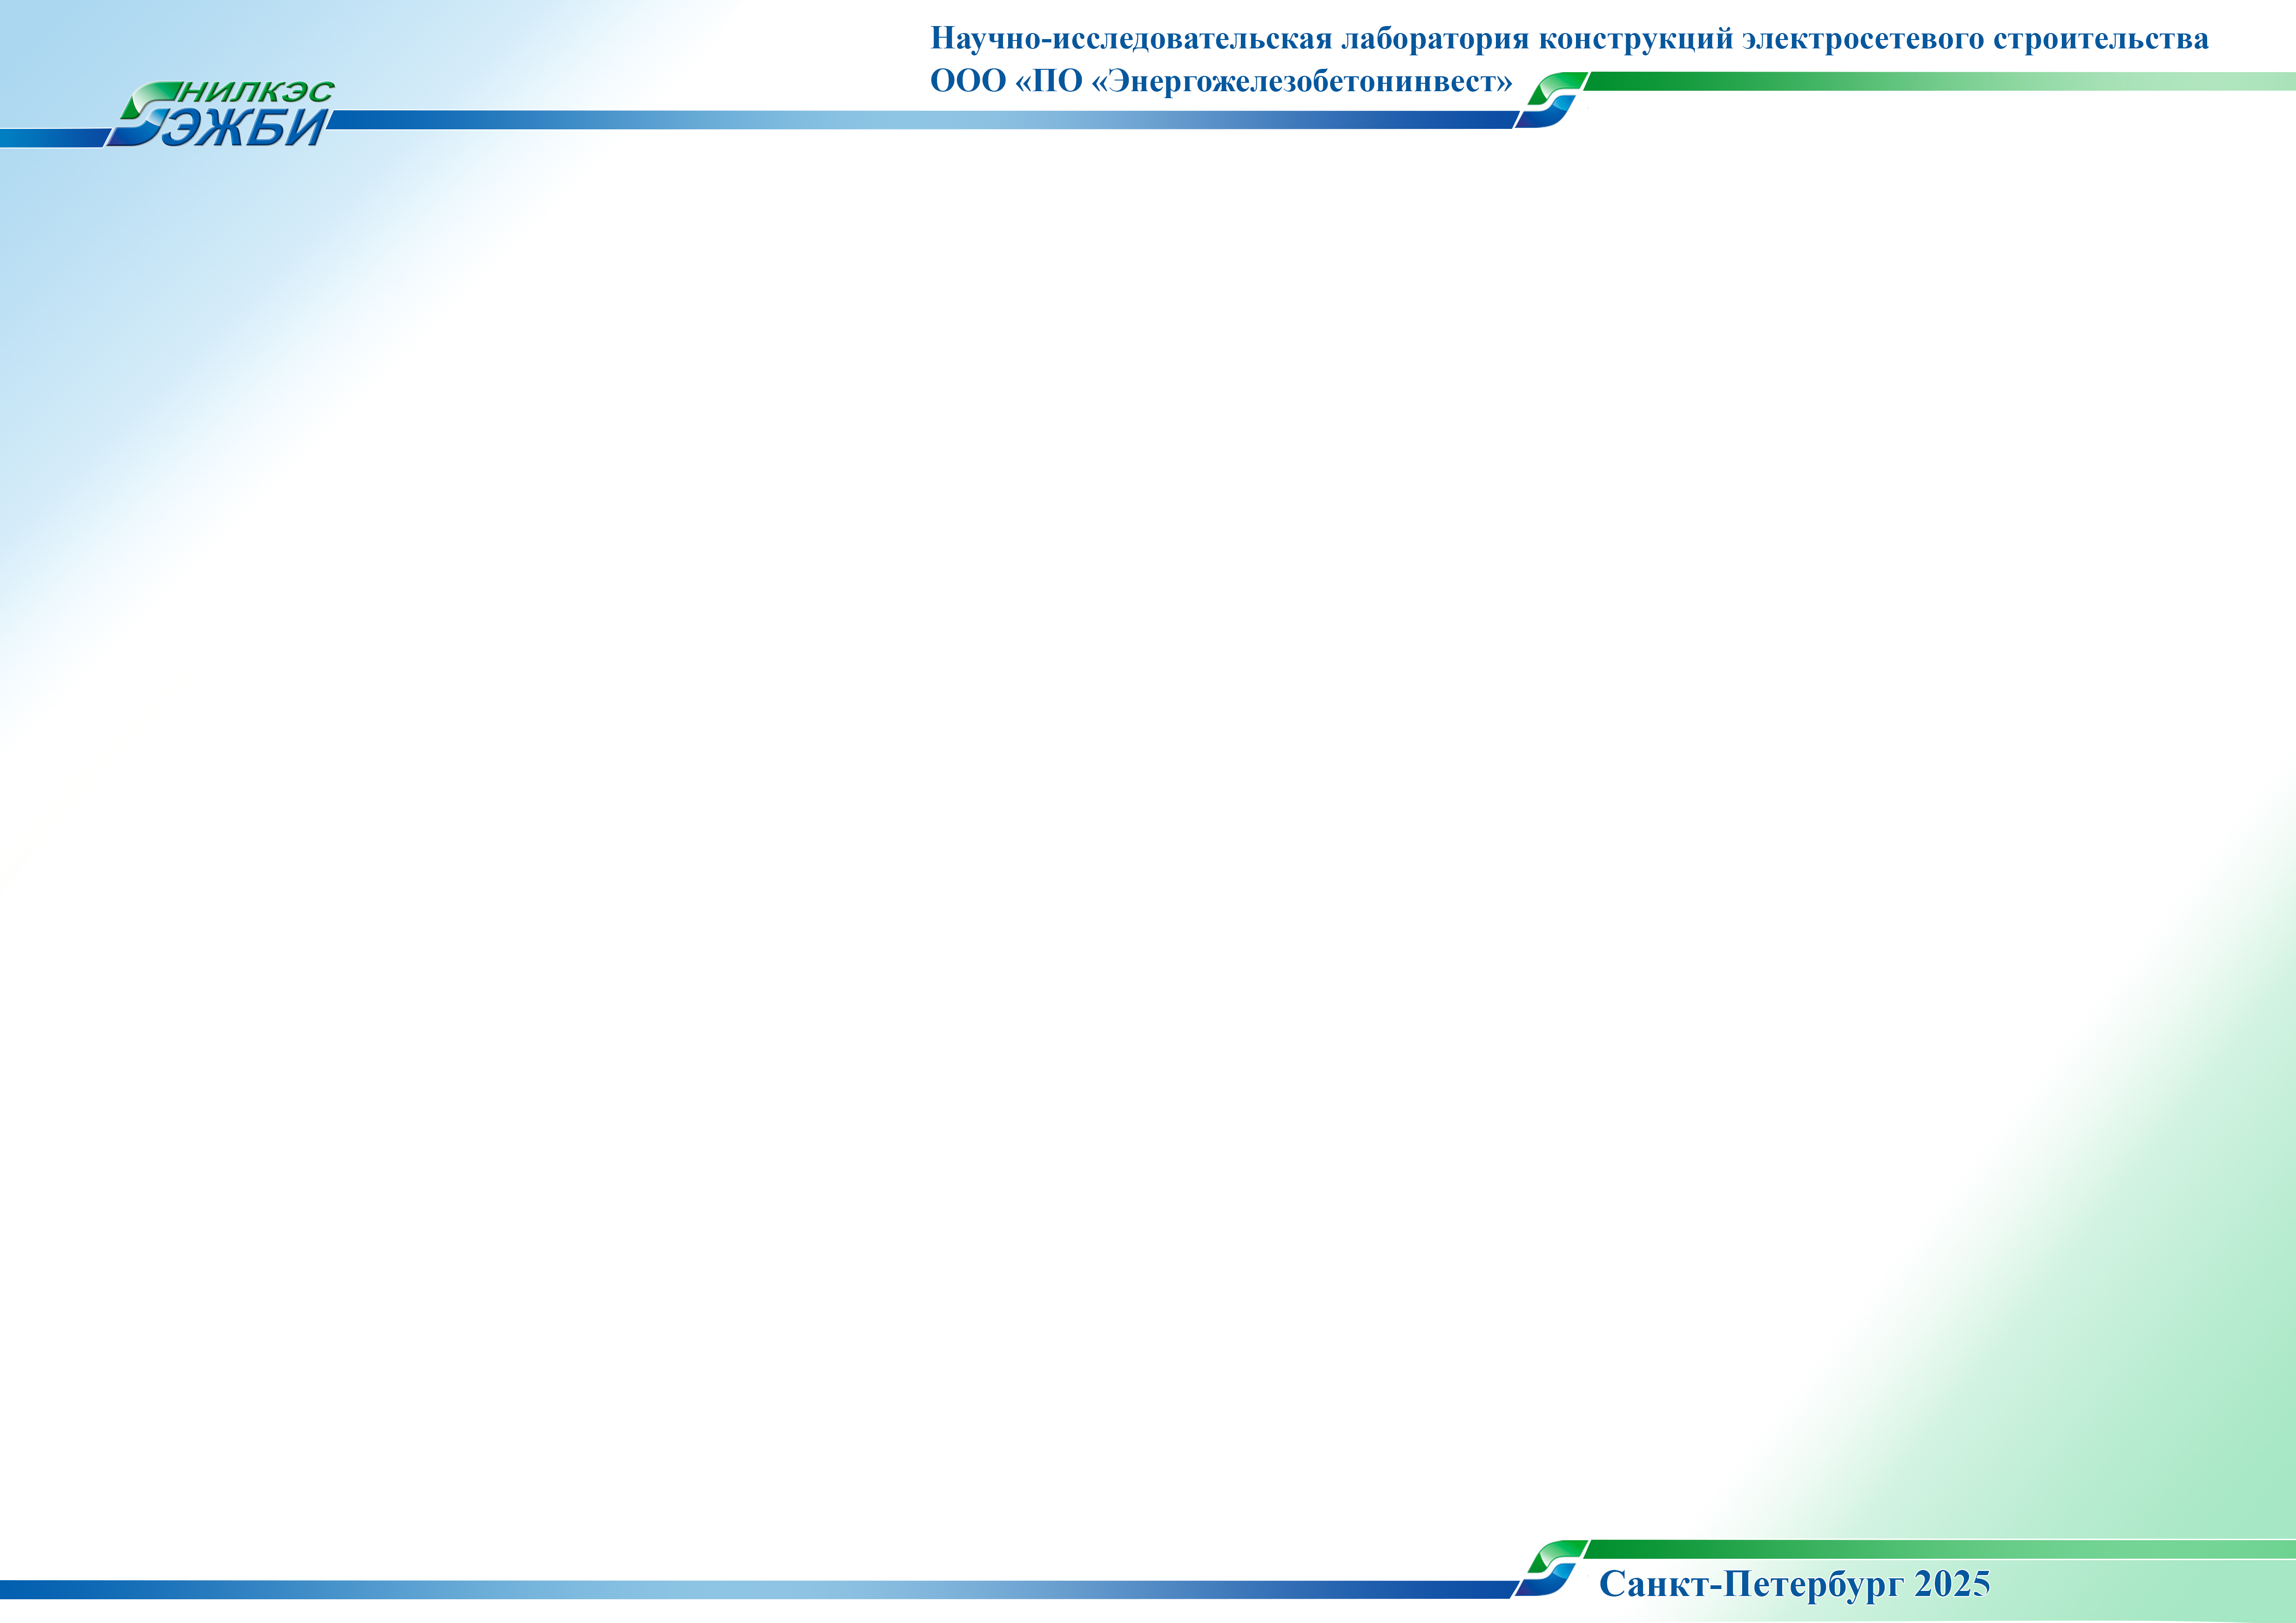 Научно-исследовательская лаборатория конструкций электросетевого строительства
ООО «ПО «Энергожелезобетонинвест»
НИЛКЭС
ЭЖБИ
Санкт-Петербург 2025